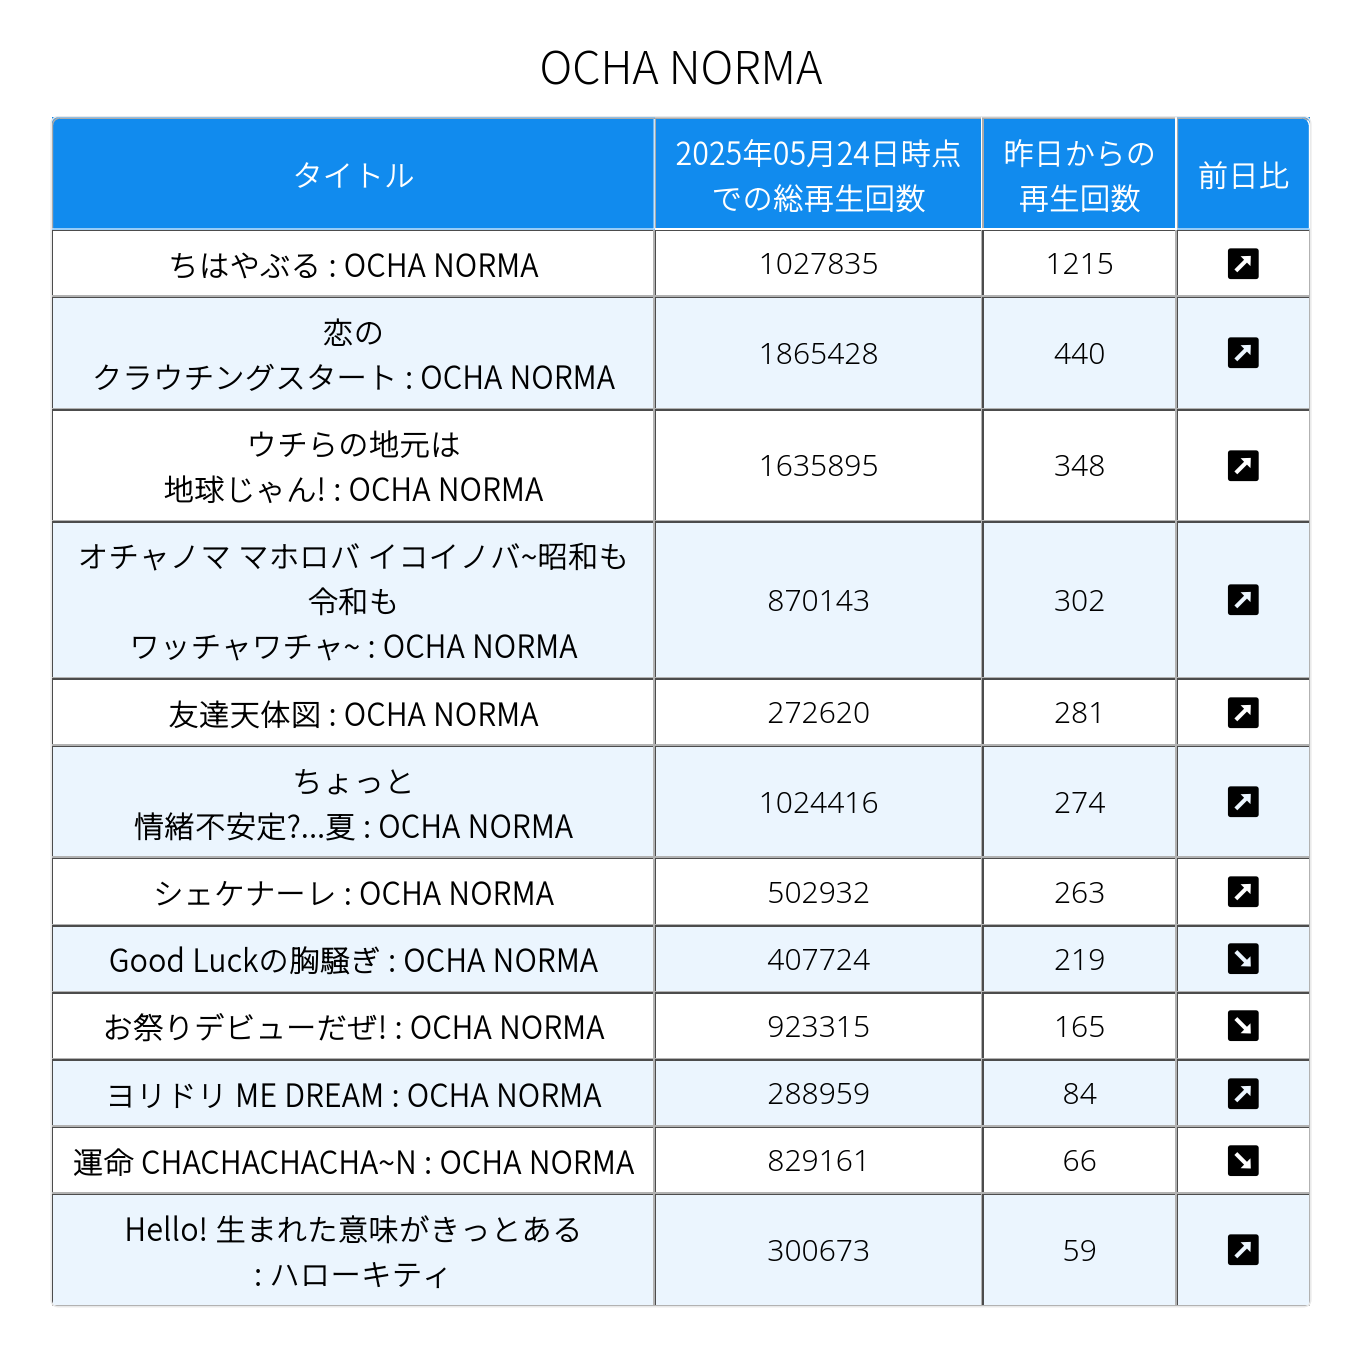 OCHA NORMA
タイトル
2025年05月24日時点
での総再生回数
昨日からの
再生回数
前日比
ちはやぶる : OCHA NORMA
1027835
1215
恋の
クラウチングスタート : OCHA NORMA
1865428
440
ウチらの地元は
地球じゃん! : OCHA NORMA
1635895
348
オチャノマ マホロバ イコイノバ~昭和も
令和も
ワッチャワチャ~ : OCHA NORMA
870143
302
友達天体図 : OCHA NORMA
272620
281
ちょっと
情緒不安定?...夏 : OCHA NORMA
1024416
274
シェケナーレ : OCHA NORMA
502932
263
Good Luckの胸騒ぎ : OCHA NORMA
407724
219
お祭りデビューだぜ! : OCHA NORMA
923315
165
ヨリドリ ME DREAM : OCHA NORMA
288959
84
運命 CHACHACHACHA~N : OCHA NORMA
829161
66
Hello! 生まれた意味がきっとある
: ハローキティ
300673
59